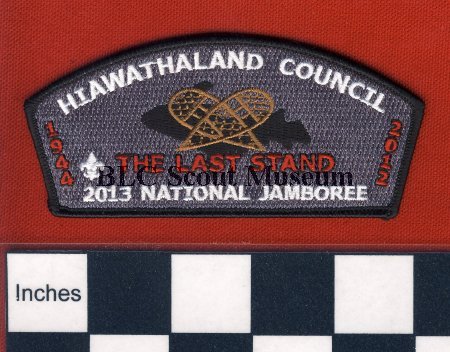 HIAWATHALAND COUNCIL
1944
2012
THE LAST STAND
BLC Scout Museum
2013 NATIONAL JAMBOREE
Inches